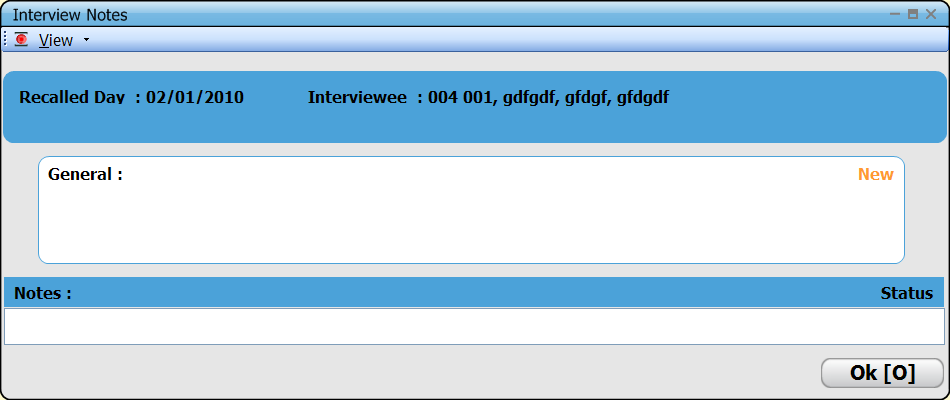 Interview Notes
View
Recalled Day : 02/01/2010 Interviewee : 004 001, gdfgdf, gfdgf, gfdgdf
General : New
Notes : Status
Ok [O]